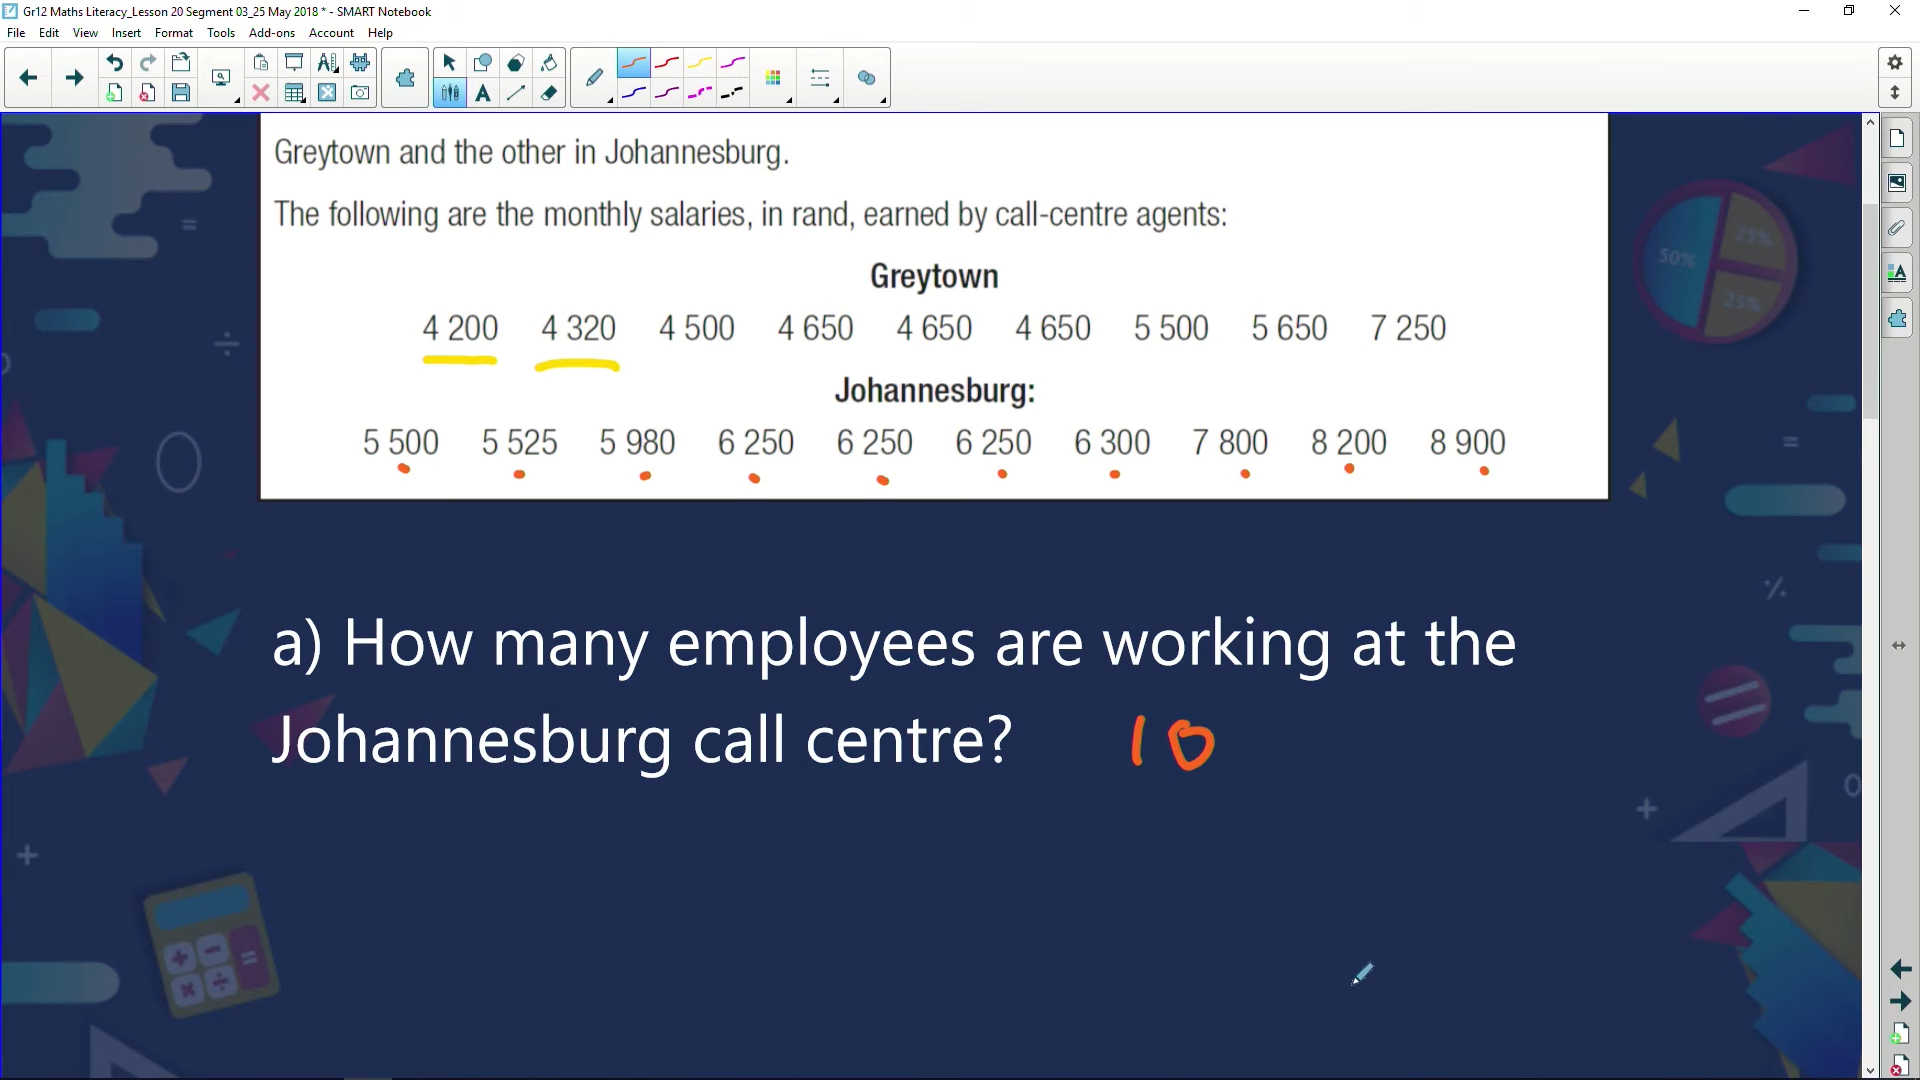 Gr12 Maths Literacy_Lesson 20 Segment 03_25 May 2018 * - SMART Notebook
File Edit View Insert Format Tools Add-ons Account Help
Greytown and the other in Johannesburg.
The following are the monthly salaries, in rand, earned by call-centre agents:
Greytown
4 200 4 320 4 500 4 650 4 650 4 650 5 500 5 650 7 250
Johannesburg:
5 500 5 525 5 980 6 250 6 250 6 250 6 300 7 800 8 200 8 900
50% 25%
25%
a) How many employees are working at the
Johannesburg call centre? 10